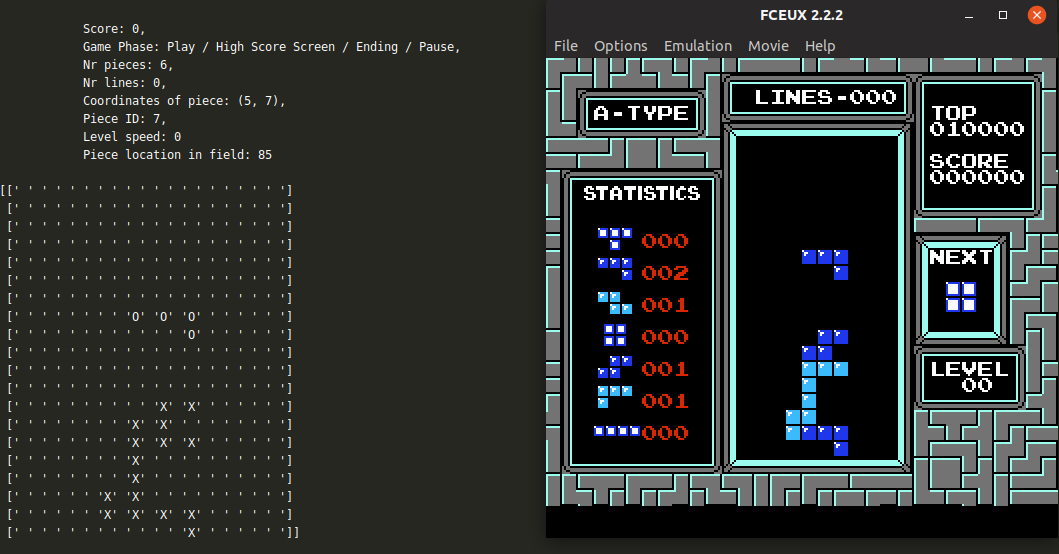 Score: 0,
Game Phase: Play / High Score Screen / Ending / Pause,
Nr pieces: 6,
Nr lines: 0,
Coordinates of piece: (5, 7),
Piece ID: 7,
Level speed: 0
Piece location in field: 85
[[' ' ' ' ' ' ' ' ' ' ' ' ' ' ' ' ' ' ' ']
[' ' ' ' ' ' ' ' ' ' ' ' ' ' ' ' ' ' ' ']
[' ' ' ' ' ' ' ' ' ' ' ' ' ' ' ' ' ' ' ']
[' ' ' ' ' ' ' ' ' ' ' ' ' ' ' ' ' ' ' ']
[' ' ' ' ' ' ' ' ' ' ' ' ' ' ' ' ' ' ' ']
[' ' ' ' ' ' ' ' ' ' ' ' ' ' ' ' ' ' ' ']
[' ' ' ' ' ' ' ' ' ' ' ' ' ' ' ' ' ' ' ']
[' ' ' ' ' ' ' ' 'O' 'O' 'O' ' ' ' ' ' ']
[' ' ' ' ' ' ' ' ' ' ' ' 'O' ' ' ' ' ' ']
[' ' ' ' ' ' ' ' ' ' ' ' ' ' ' ' ' ' ' ']
[' ' ' ' ' ' ' ' ' ' ' ' ' ' ' ' ' ' ' ']
[' ' ' ' ' ' ' ' ' ' ' ' ' ' ' ' ' ' ' ']
[' ' ' ' ' ' ' ' ' ' 'X' 'X' ' ' ' ' ' ']
[' ' ' ' ' ' ' ' 'X' 'X' ' ' ' ' ' ' ' ']
[' ' ' ' ' ' ' ' 'X' 'X' 'X' ' ' ' ' ' ']
[' ' ' ' ' ' ' ' 'X' ' ' ' ' ' ' ' ' ' ']
[' ' ' ' ' ' ' ' 'X' ' ' ' ' ' ' ' ' ' ']
[' ' ' ' ' ' 'X' 'X' ' ' ' ' ' ' ' ' ' ']
[' ' ' ' ' ' 'X' 'X' 'X' 'X' ' ' ' ' ' ']
[' ' ' ' ' ' ' ' ' ' ' ' 'X' ' ' ' ' ' ']]
FCEUX 2.2.2
File Options Emulation Movie Help
A-TYPE
LINES-000
TOP
010000
SCORE
000000
STATISTICS
000
002
001
000
001
001
000
NEXT
LEVEL
00